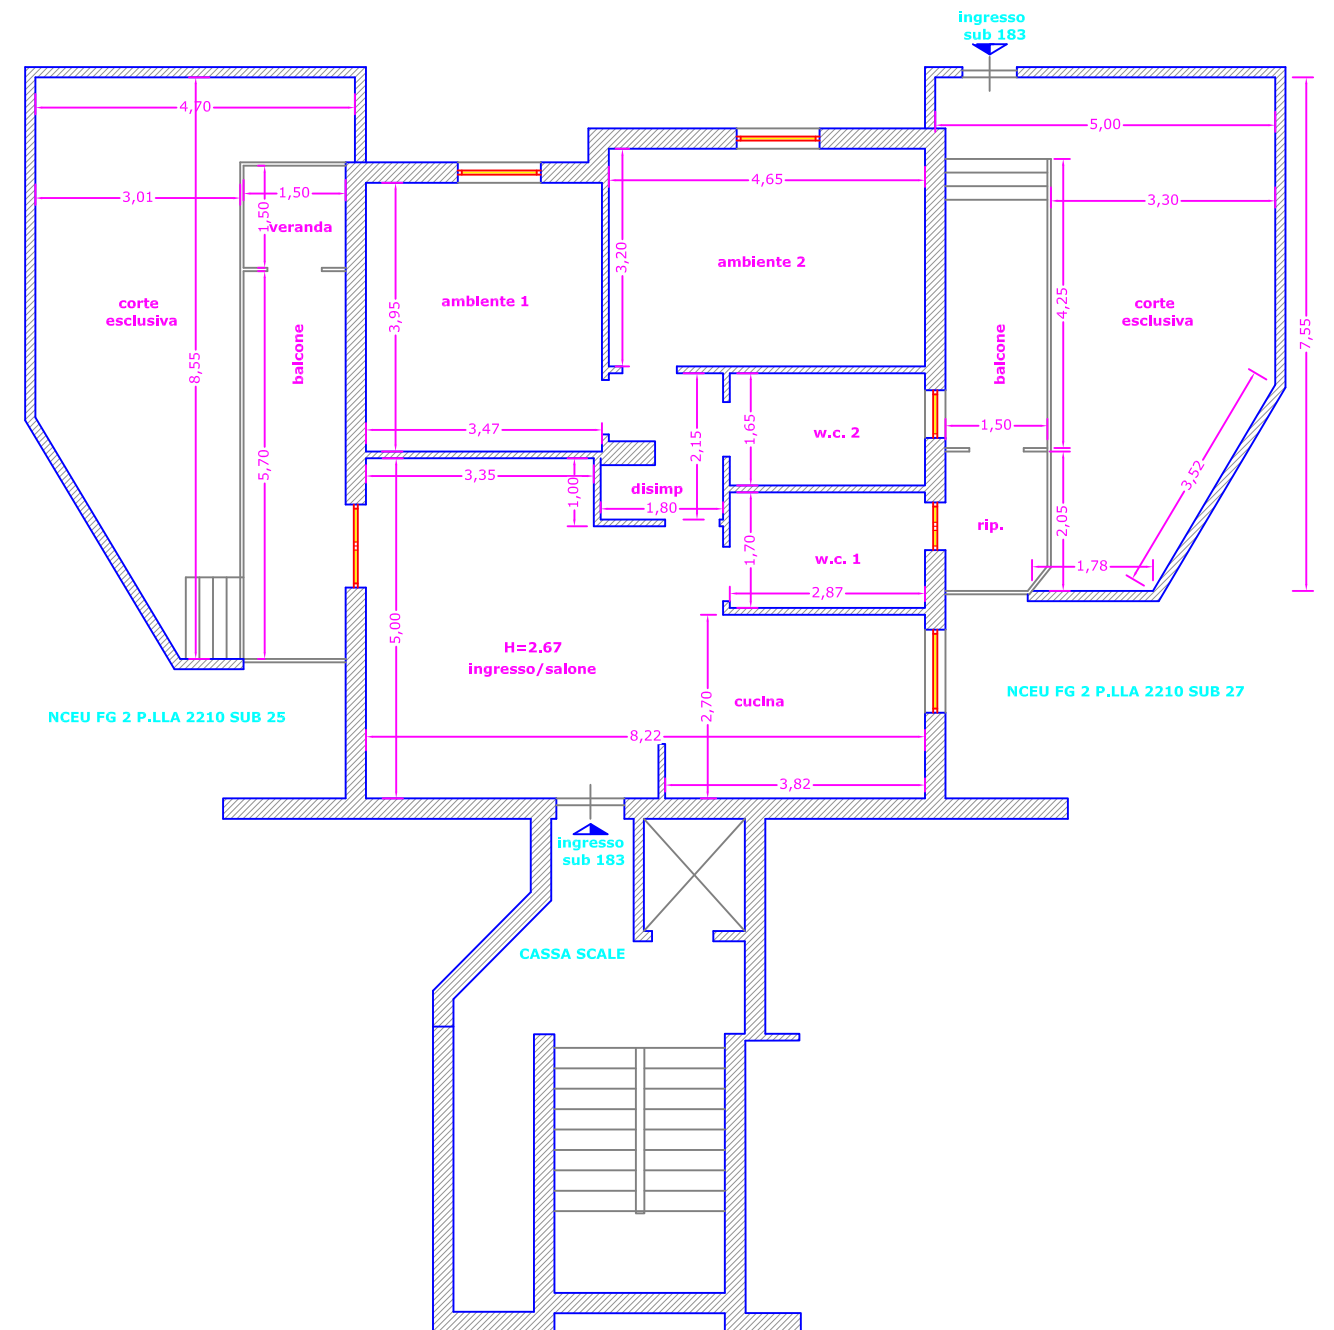 ingresso
sub 183
4,70
5,00
4,65
3,01
1,50
3,30
1,50
veranda
3,20
ambiente 2
ambiente 1
corte
esclusiva
corte
esclusiva
4,25
3,95
7,55
balcone
balcone
8,55
3,47
2,15
1,65
w.c. 2
1,50
5,70
3,35
1,00
disimp
1,80
3,52
rip.
2,05
1,70
w.c. 1
1,78
2,87
5,00
H=2.67
ingresso/salone
NCEU FG 2 P.LLA 2210 SUB 25
2,70
cucina
NCEU FG 2 P.LLA 2210 SUB 27
8,22
3,82
ingresso
sub 183
CASSA SCALE